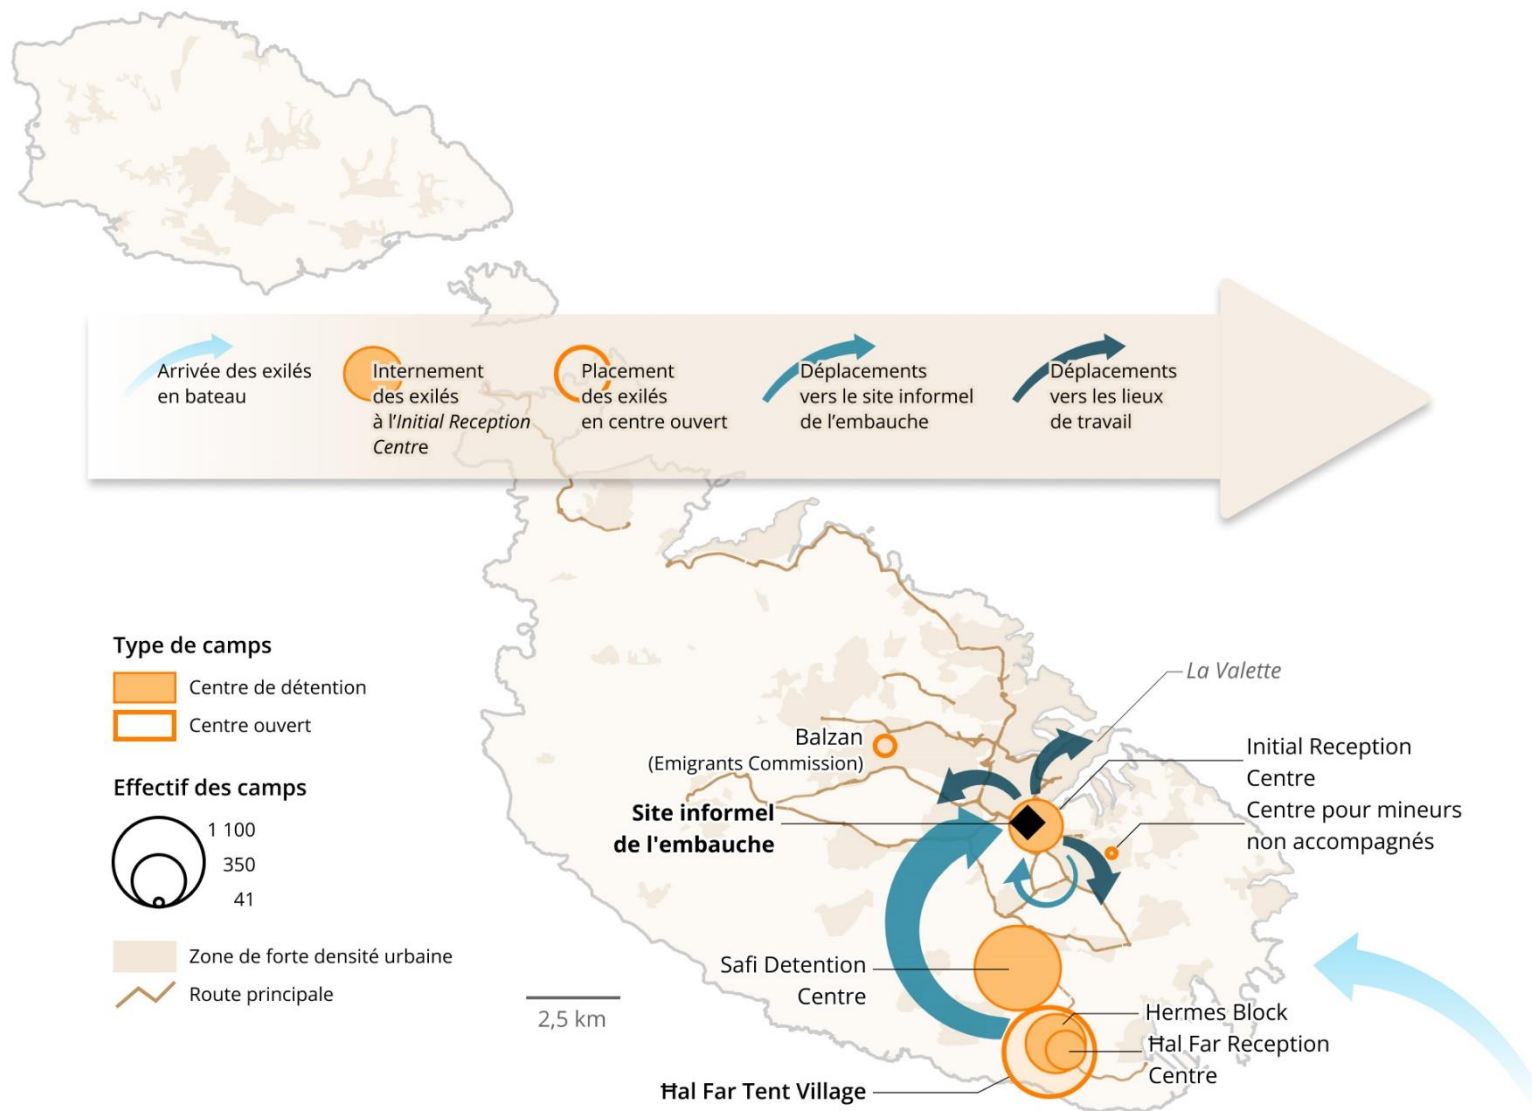 Arrivée des exilés
en bateau
Internement
des exilés
à l'Initial Reception
Centre
Placement
des exilés
en centre ouvert
Déplacements
vers le site informel
de l'embauche
Déplacements
vers les lieux
de travail
Type de camps
Centre de détention
Centre ouvert
Effectif des camps
1 100
350
41
Zone de forte densité urbaine
Route principale
2,5 km
La Valette
Balzan
(Emigrants Commission)
Site informel
de l'embauche
Initial Reception
Centre
Centre pour mineurs
non accompagnés
Safi Detention
Centre
Hermes Block
Ħal Far Reception
Centre
Ħal Far Tent Village